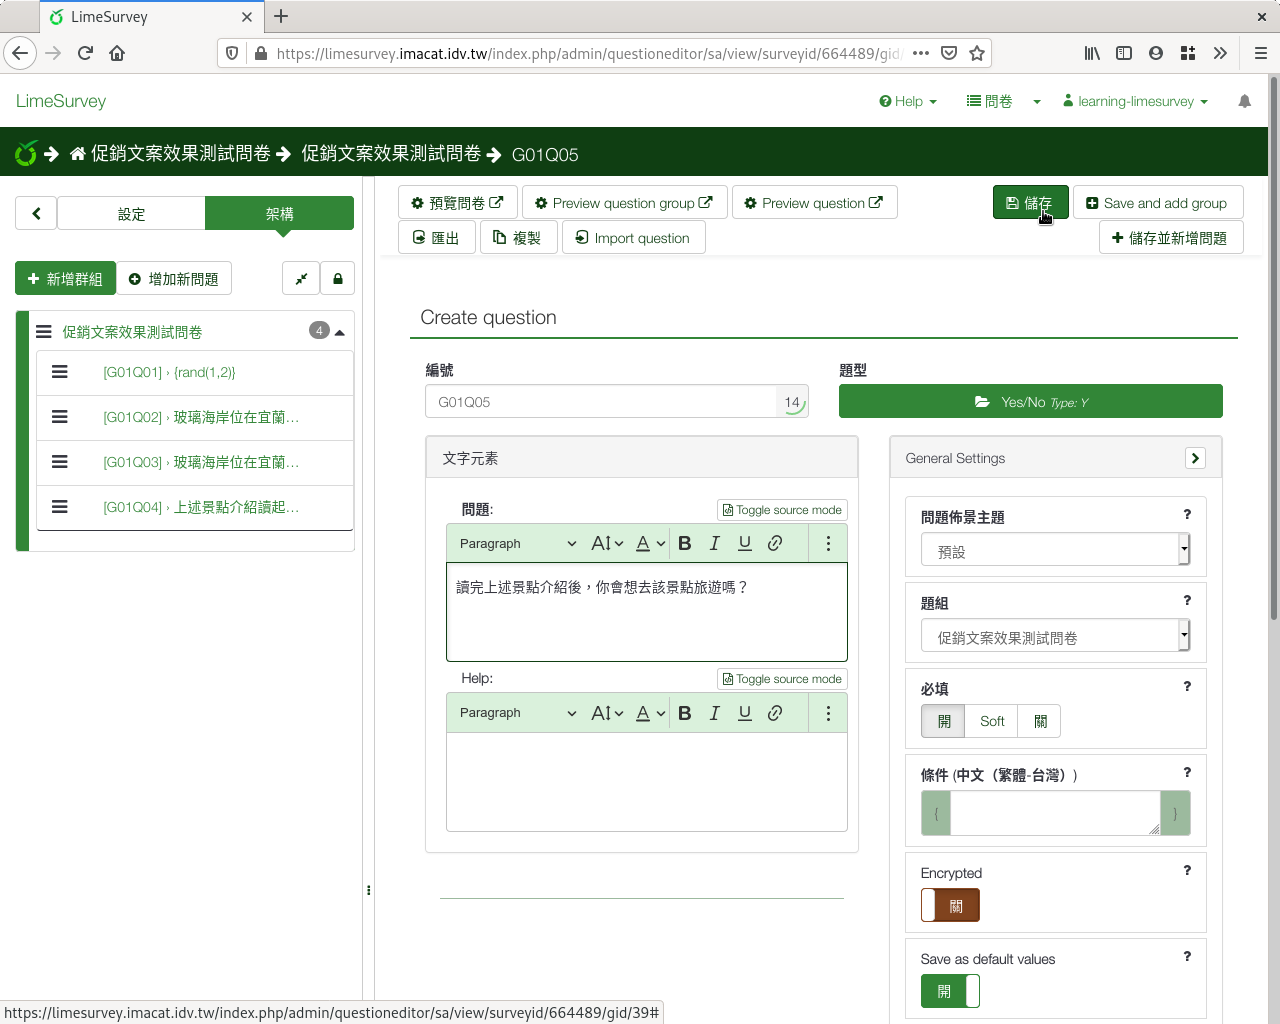 LimeSurvey
https://limesurvey.imacat.idv.tw/index.php/admin/questioneditor/sa/view/surveyid/664489/gid/
LimeSurvey
Help
問卷
learning-limesurvey
促銷文案效果測試問卷
促銷文案效果測試問卷
G01Q05
設定
架構
預覽問卷
Preview question group
Preview question
儲存
Save and add group
匯出
複製
Import question
儲存並新增問題
新增群組
增加新問題
促銷文案效果測試問卷
4
[G01Q01] › {rand(1,2)}
[G01Q02] › 玻璃海岸位在宜蘭...
[G01Q03] › 玻璃海岸位在宜蘭...
[G01Q04] › 上述景點介紹讀起...
Create question
編號
題型
G01Q05
14
Yes/No Type: Y
文字元素
問題:
Toggle source mode
Paragraph
讀完上述景點介紹後，你會想去該景點旅遊嗎？
Help:
Toggle source mode
Paragraph
General Settings
問題佈景主題
?
預設
題組
?
促銷文案效果測試問卷
必填
?
開
Soft
關
條件 (中文（繁體-台灣）)
?
{
}
Encrypted
?
關
Save as default values
?
開
https://limesurvey.imacat.idv.tw/index.php/admin/questioneditor/sa/view/surveyid/664489/gid/39#